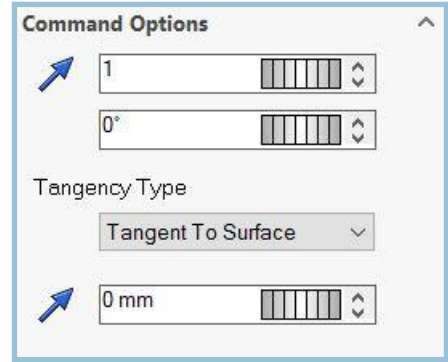 Command Options
1
0°
Tangency Type
Tangent To Surface
0 mm